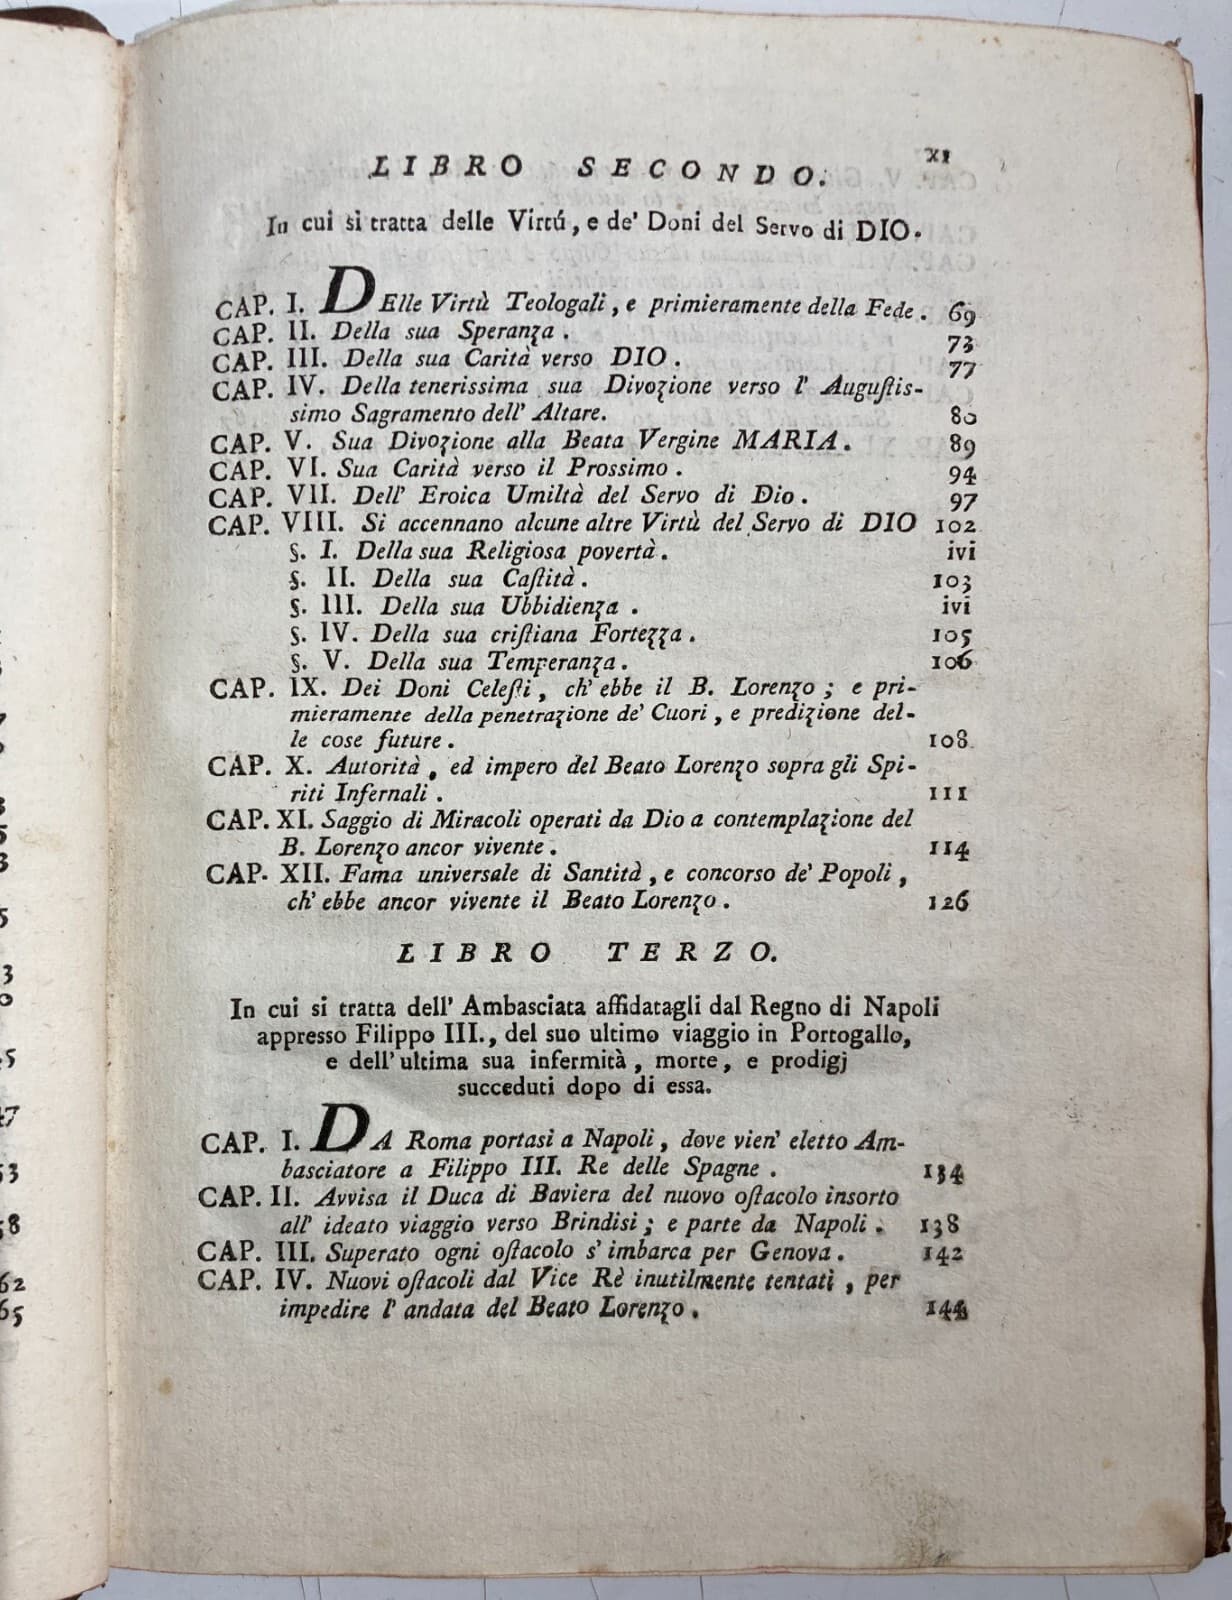 XI
LIBRO SECONDO.
In cui si tratta delle Virtú, e de' Doni del Servo di DIO.
CAP. I. DElle Virtù Teologali, e primieramente della Fede. 69
CAP. II. Della sua Speranza. 73
CAP. III. Della sua Carità verso DIO. 77
CAP. IV. Della tenerissima sua Divozione verso l' Augustis-
simo Sagramento dell' Altare. 80
CAP. V. Sua Divozione alla Beata Vergine MARIA. 89
CAP. VI. Sua Carità verso il Prossimo. 94
CAP. VII. Dell' Eroica Umiltà del Servo di Dio. 97
CAP. VIII. Si accennano alcune altre Virtù del Servo di DIO 102
§. I. Della sua Religiosa povertà. ivi
§. II. Della sua Castità. 103
§. III. Della sua Ubbidienza. ivi
§. IV. Della sua cristiana Fortezza. 105
§. V. Della sua Temperanza. 106
CAP. IX. Dei Doni Celesti, ch' ebbe il B. Lorenzo; e pri-
mieramente della penetrazione de' Cuori, e predizione del-
le cose future. 108
CAP. X. Autorità, ed impero del Beato Lorenzo sopra gli Spi-
riti Infernali. 111
CAP. XI. Saggio di Miracoli operati da Dio a contemplazione del
B. Lorenzo ancor vivente. 114
CAP. XII. Fama universale di Santità, e concorso de' Popoli,
ch' ebbe ancor vivente il Beato Lorenzo. 126
LIBRO TERZO.
In cui si tratta dell' Ambasciata affidatagli dal Regno di Napoli
appresso Filippo III., del suo ultimo viaggio in Portogallo,
e dell' ultima sua infermità, morte, e prodigj
succeduti dopo di essa.
CAP. I. DA Roma portasi a Napoli, dove vien' eletto Am-
basciatore a Filippo III. Re delle Spagne. 134
CAP. II. Avvisa il Duca di Baviera del nuovo ostacolo insorto
all' ideato viaggio verso Brindisi; e parte da Napoli. 138
CAP. III. Superato ogni ostacolo s' imbarca per Genova. 142
CAP. IV. Nuovi ostacoli dal Vice Rè inutilmente tentati, per
impedire l' andata del Beato Lorenzo. 144